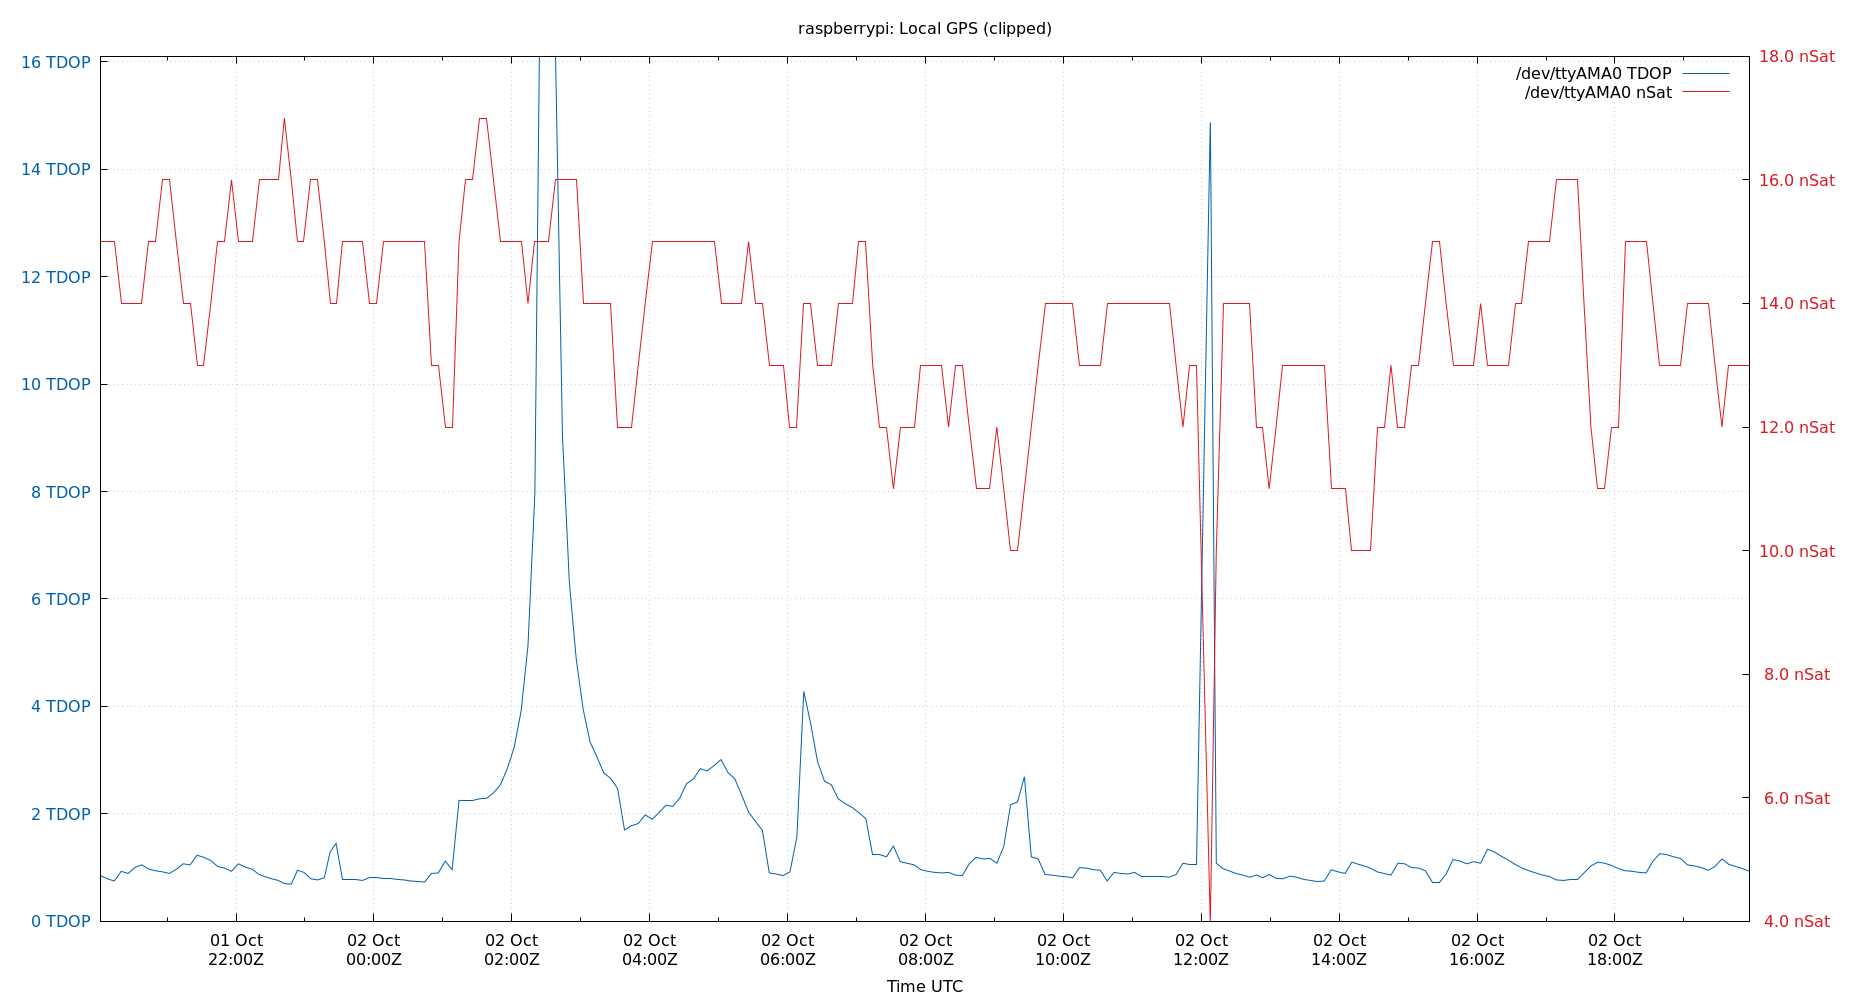 raspberrypi: Local GPS (clipped)
16 TDOP
14 TDOP
12 TDOP
10 TDOP
8 TDOP
6 TDOP
4 TDOP
2 TDOP
0 TDOP
/dev/ttyAMA0 TDOP
/dev/ttyAMA0 nSat
18.0 nSat
16.0 nSat
14.0 nSat
12.0 nSat
10.0 nSat
8.0 nSat
6.0 nSat
4.0 nSat
01 Oct
22:00Z
02 Oct
00:00Z
02 Oct
02:00Z
02 Oct
04:00Z
02 Oct
06:00Z
02 Oct
08:00Z
02 Oct
10:00Z
02 Oct
12:00Z
02 Oct
14:00Z
02 Oct
16:00Z
02 Oct
18:00Z
Time UTC